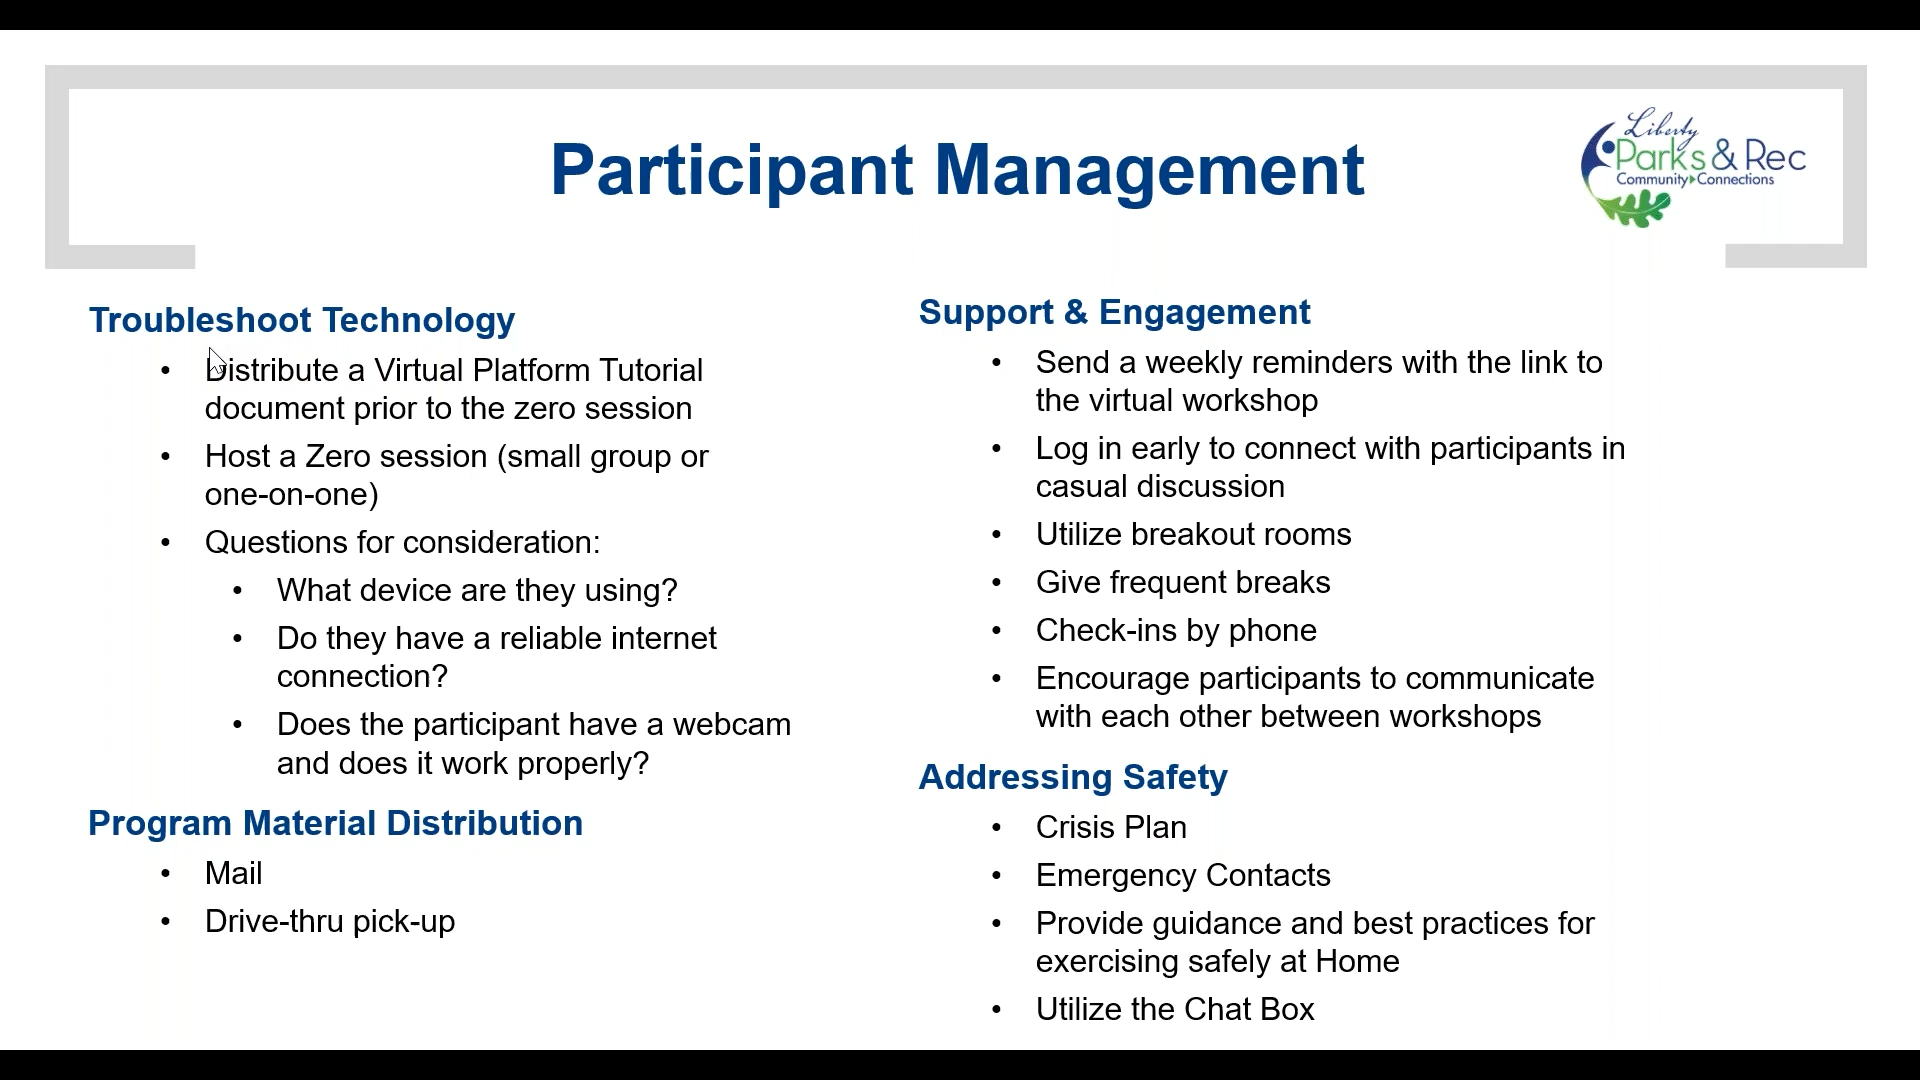 Participant Management
Liberty
Parks & Rec
Community Connections
Troubleshoot Technology
• Distribute a Virtual Platform Tutorial
document prior to the zero session
• Host a Zero session (small group or
one-on-one)
• Questions for consideration:
• What device are they using?
• Do they have a reliable internet
connection?
• Does the participant have a webcam
and does it work properly?
Program Material Distribution
• Mail
• Drive-thru pick-up
Support & Engagement
• Send a weekly reminders with the link to
the virtual workshop
• Log in early to connect with participants in
casual discussion
• Utilize breakout rooms
• Give frequent breaks
• Check-ins by phone
• Encourage participants to communicate
with each other between workshops
Addressing Safety
• Crisis Plan
• Emergency Contacts
• Provide guidance and best practices for
exercising safely at Home
• Utilize the Chat Box